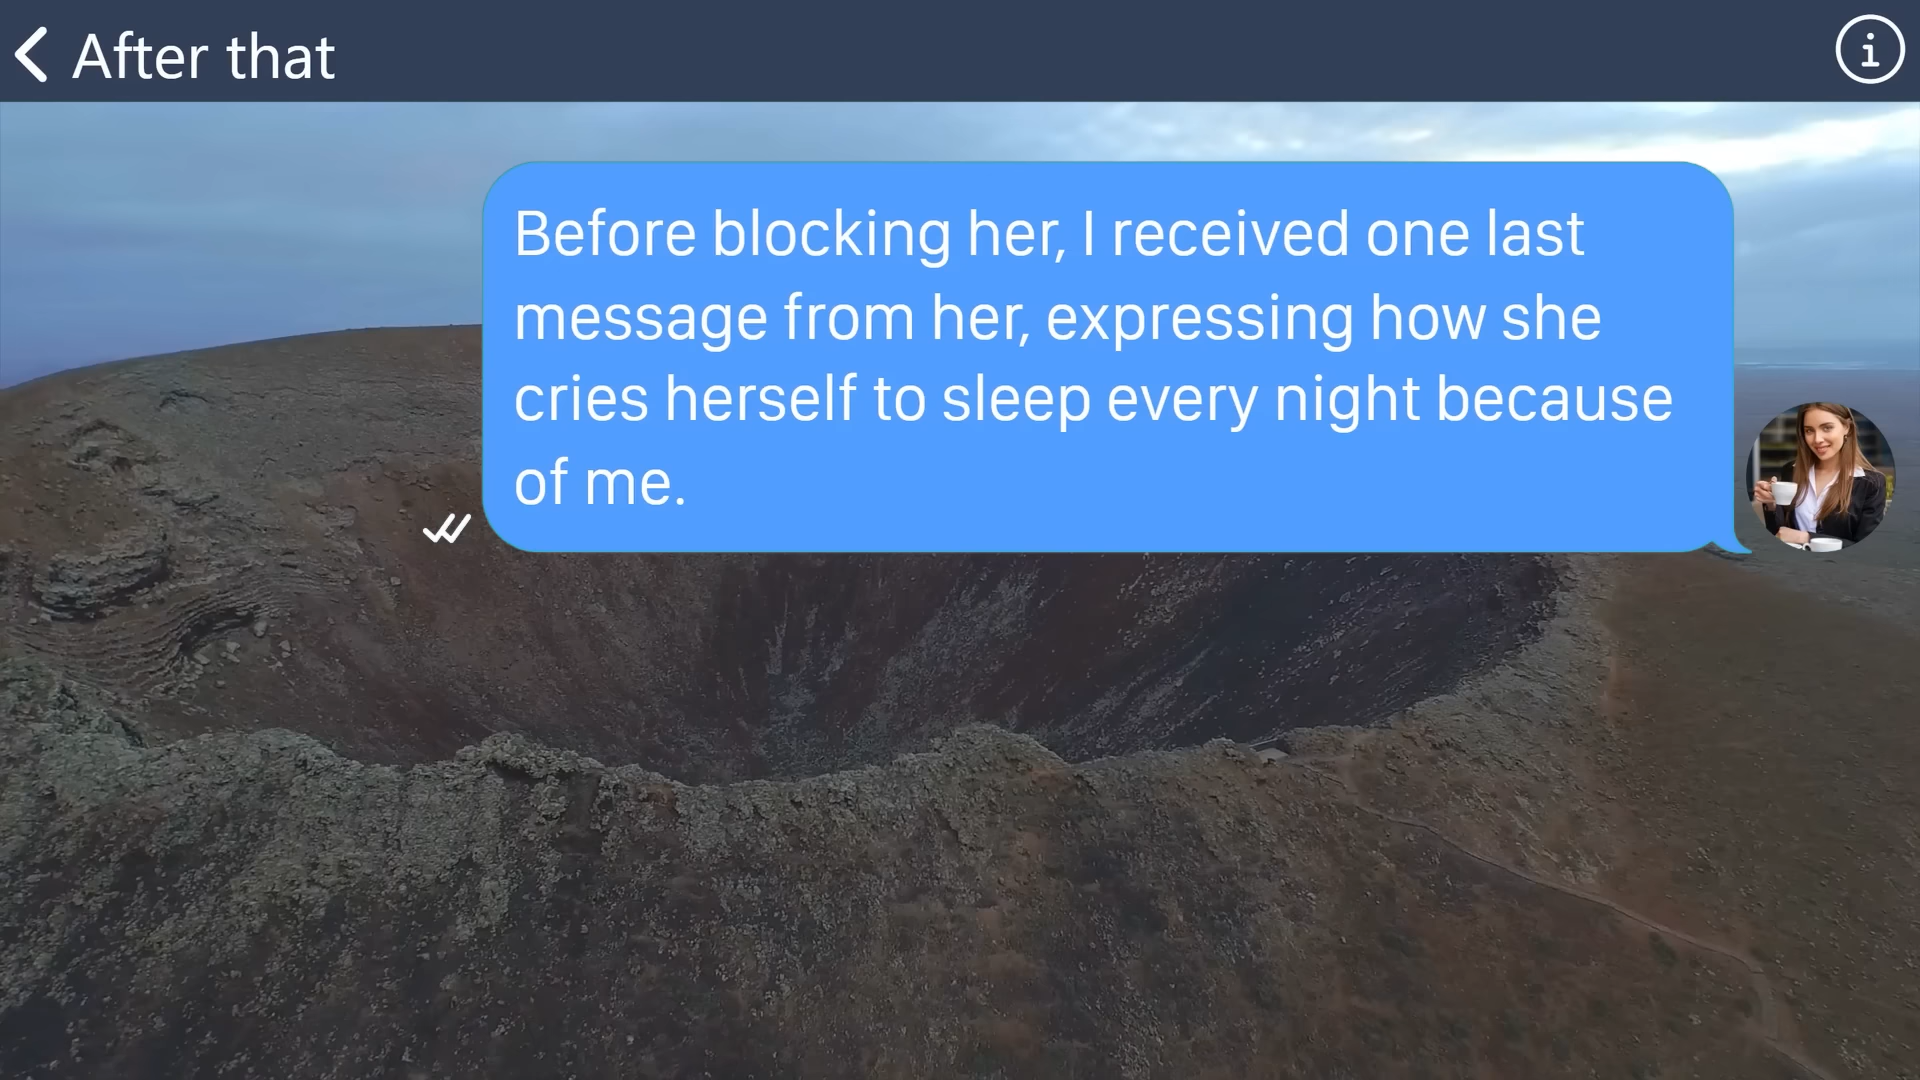 After that
Before blocking her, I received one last
message from her, expressing how she
cries herself to sleep every night because
of me.